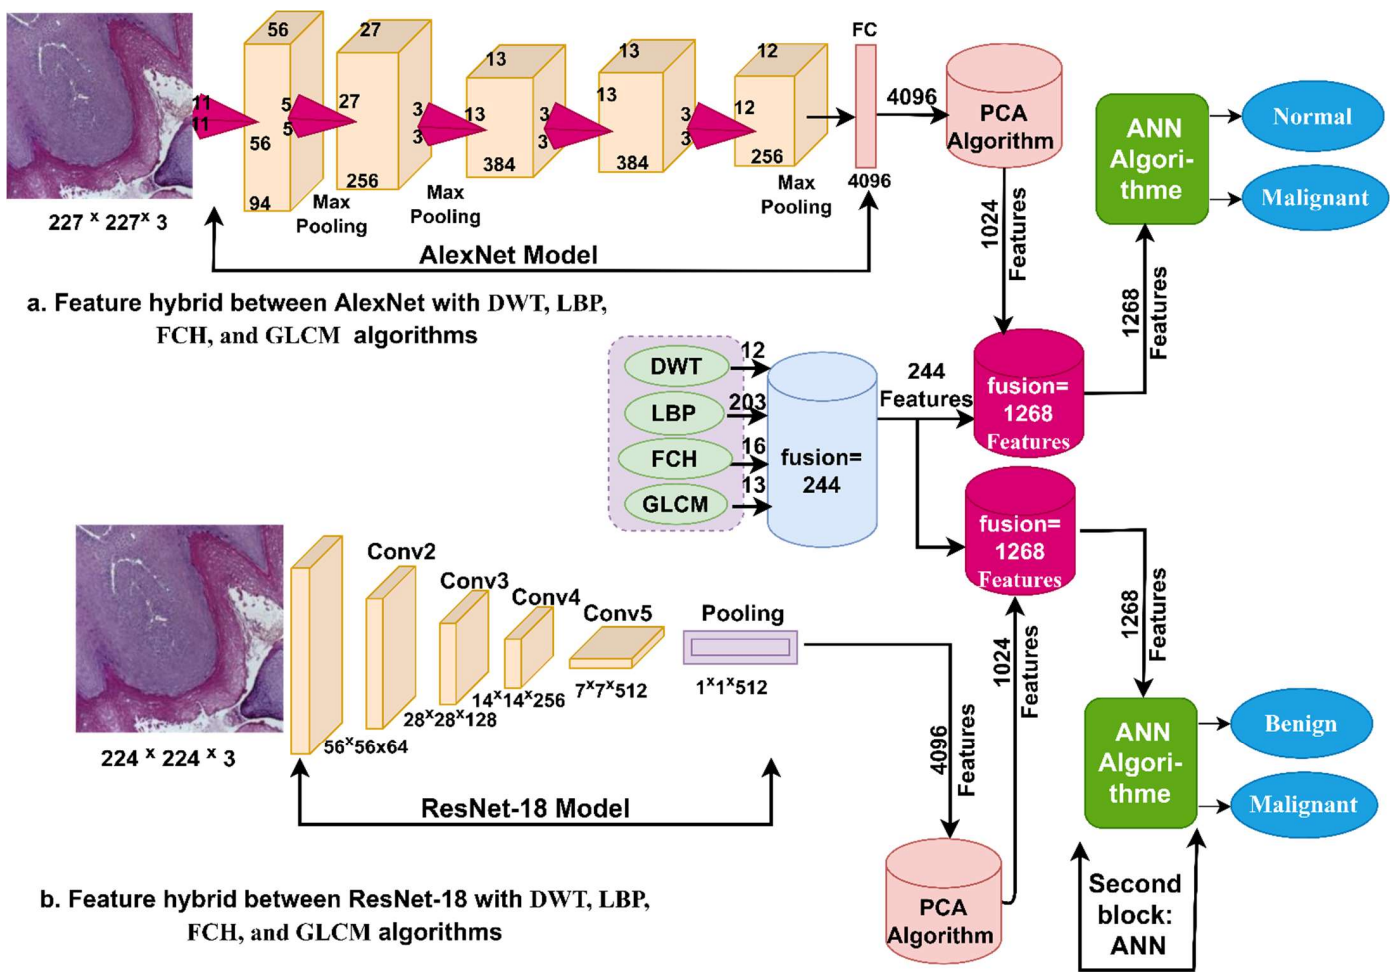 56
27
13
13
12
FC
11
11
5
5
27
3
3
13
3
3
13
3
3
12
56
94
256
384
384
256
4096
4096
Max
Pooling
Max
Pooling
Max
Pooling
227 x 227x 3
AlexNet Model
PCA
Algorithm
1024
Features
ANN
Algori-
thme
Normal
Malignant
1268
Features
a. Feature hybrid between AlexNet with DWT, LBP,
FCH, and GLCM algorithms
DWT
LBP
FCH
GLCM
12
203
16
13
fusion=
244
244
Features
fusion=
1268
Features
fusion=
1268
Features
1268
Features
Conv2
Conv3
Conv4
Conv5
Pooling
56x56x64
28x28x128
14x14x256
7x7x512
1x1x512
224 x 224 x 3
ResNet-18 Model
4096
Features
1024
Features
PCA
Algorithm
ANN
Algori-
thme
Benign
Malignant
Second
block:
ANN
b. Feature hybrid between ResNet-18 with DWT, LBP,
FCH, and GLCM algorithms